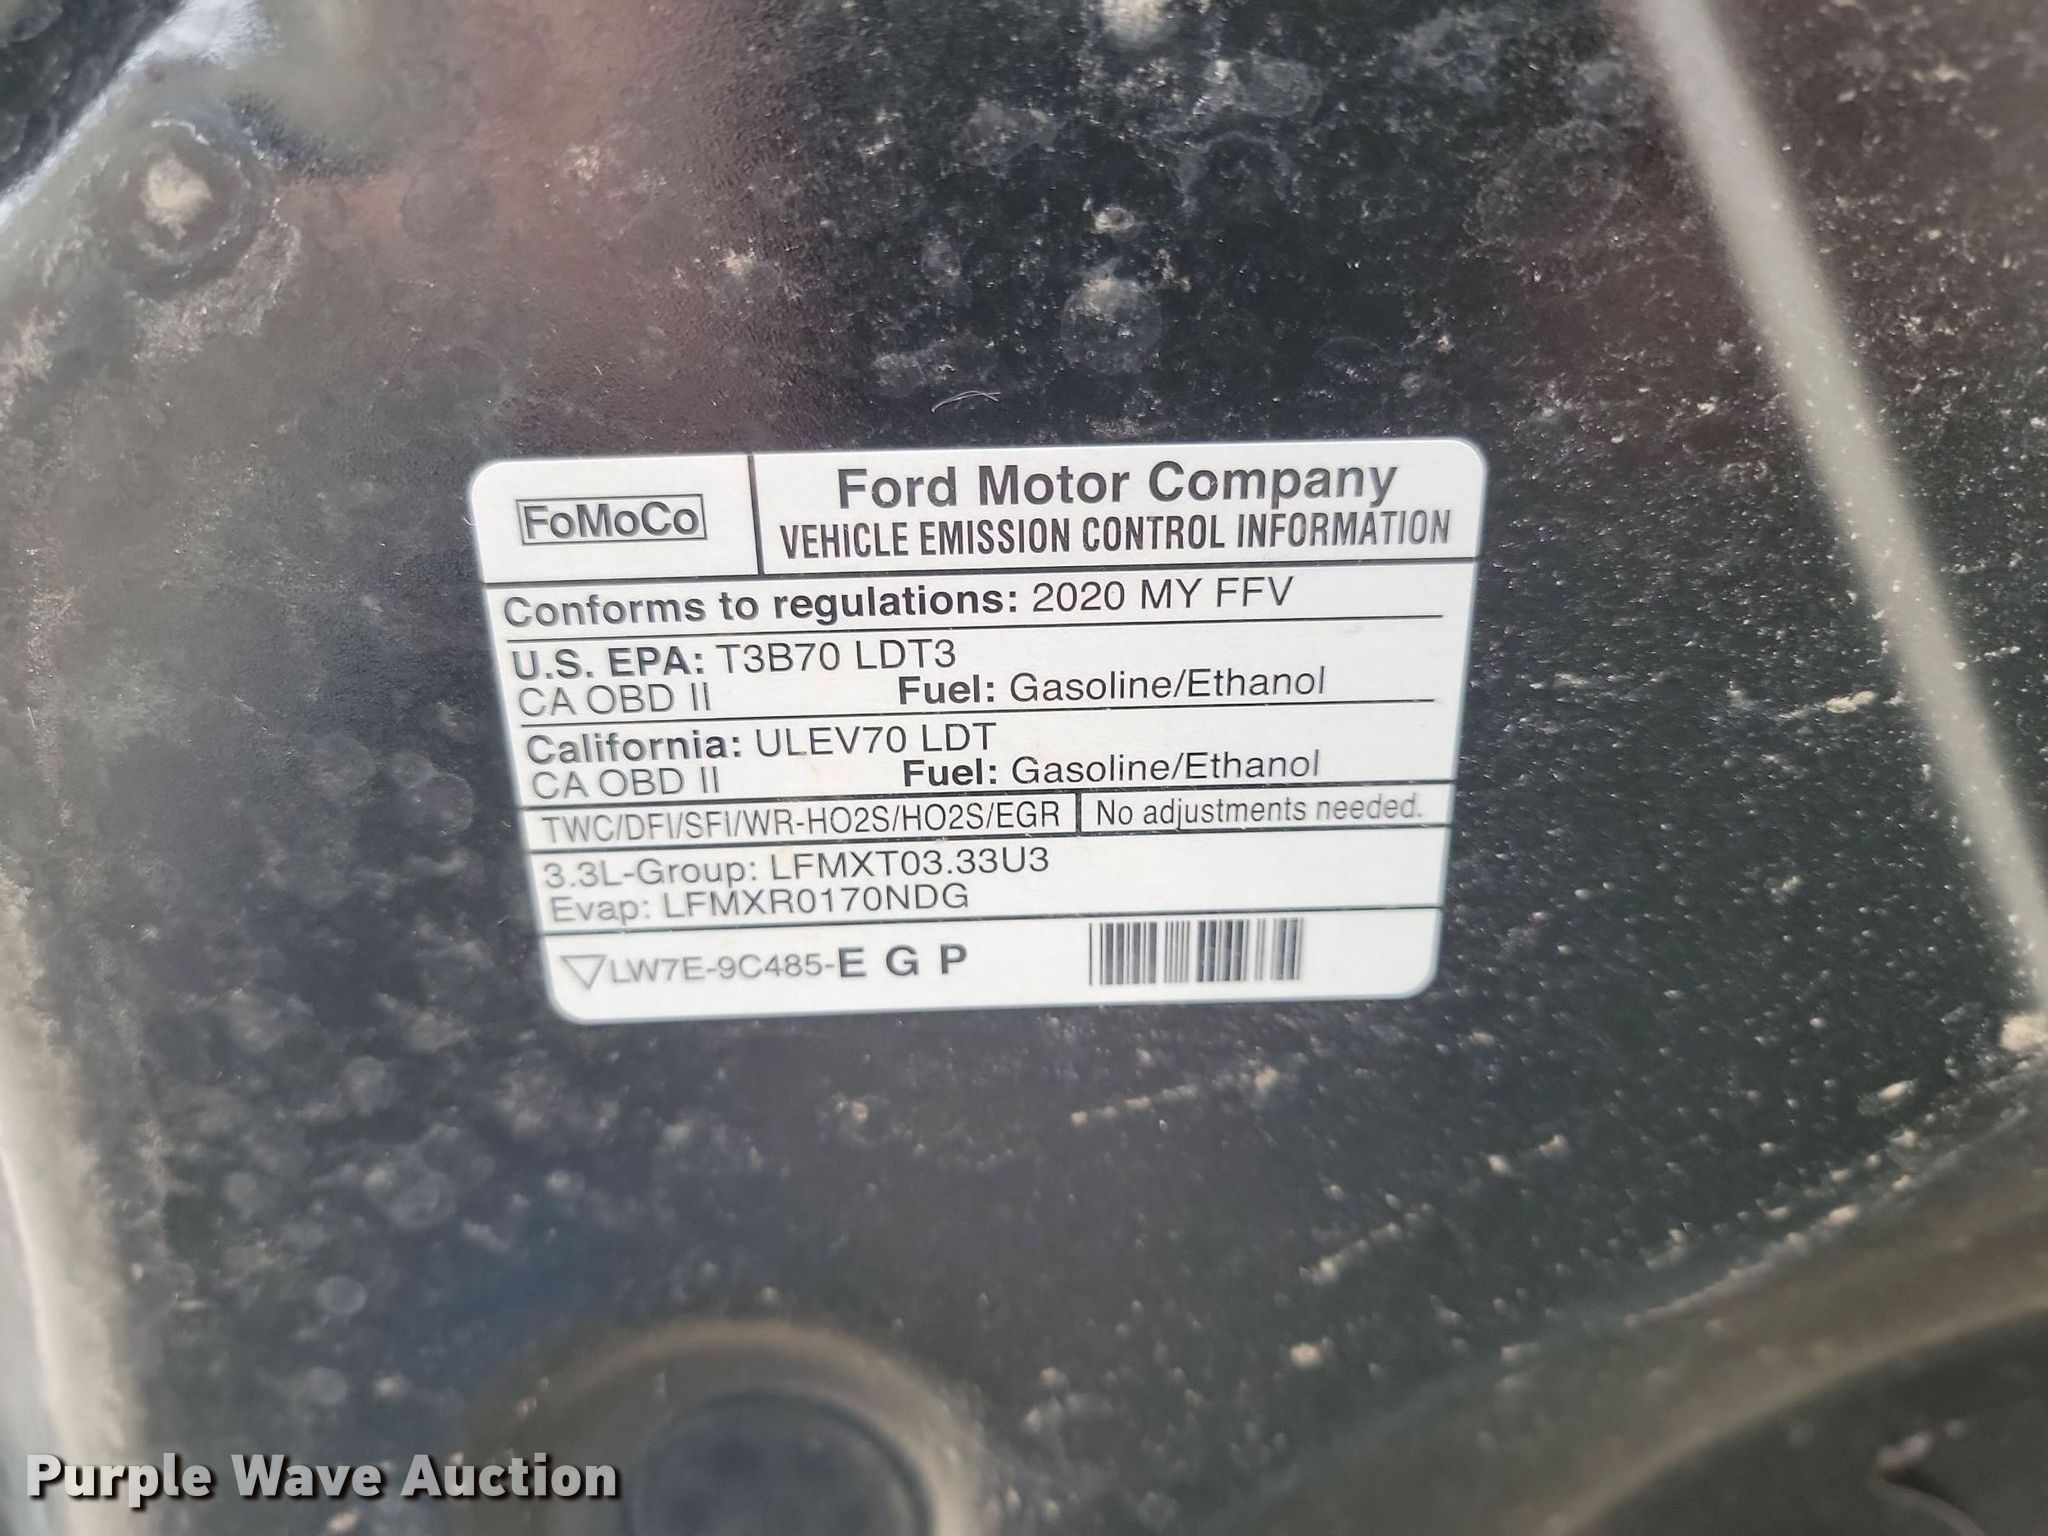 FoMoCo
Ford Motor Company
VEHICLE EMISSION CONTROL INFORMATION
Conforms to regulations: 2020 MY FFV
U.S. EPA: T3B70 LDT3
CA OBD II Fuel: Gasoline/Ethanol
California: ULEV70 LDT
CA OBD II Fuel: Gasoline/Ethanol
TWC/DFI/SFI/WR-HO2S/HO2S/EGR No adjustments needed.
3.3L-Group: LFMXT03.33U3
Evap: LFMXR0170NDG
LW7E-9C485-E G P
Purple Wave Auction